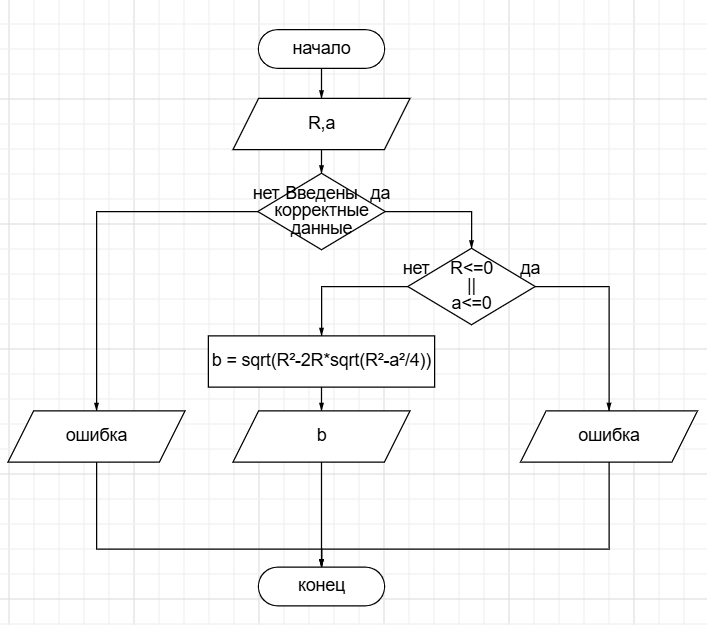 начало
R,a
нет Введены да
корректные
данные
нет R<=0 да
||
a<=0
b = sqrt(R²-2R*sqrt(R²-a²/4))
ошибка
b
ошибка
конец